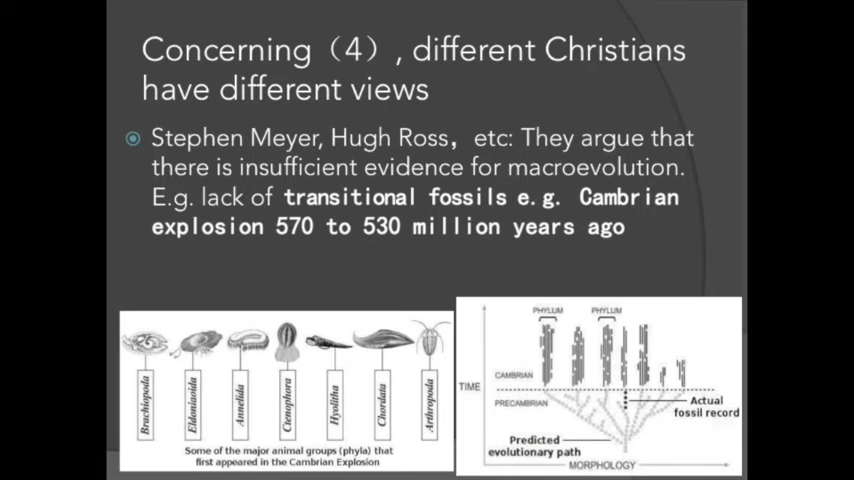 Concerning（4）, different Christians
have different views
Stephen Meyer, Hugh Ross， etc: They argue that
there is insufficient evidence for macroevolution.
E.g. lack of transitional fossils e.g. Cambrian
explosion 570 to 530 million years ago
Brachiopoda
Eldoniaoida
Annelida
Ctenophora
Hyolitha
Chordata
Arthropoda
Some of the major animal groups (phyla) that
first appeared in the Cambrian Explosion
PHYLUM
PHYLUM
CAMBRIAN
TIME
PRECAMBRIAN
Actual
fossil record
Predicted
evolutionary path
MORPHOLOGY